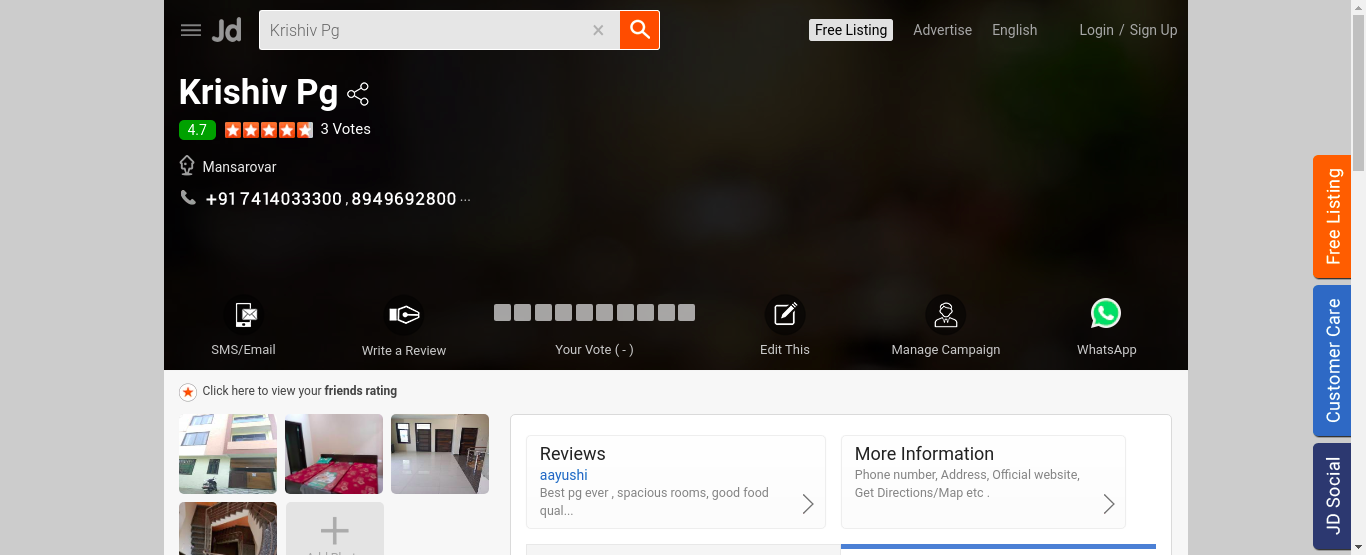 Jd
Krishiv Pg
Free Listing
Advertise
English
Login / Sign Up
Krishiv Pg
4.7
3 Votes
Mansarovar
+91 7414033300 , 8949692800 ...
SMS/Email
Write a Review
Your Vote ( - )
Edit This
Manage Campaign
WhatsApp
Click here to view your friends rating
Reviews
aayushi
Best pg ever , spacious rooms, good food
qual...
More Information
Phone number, Address, Official website,
Get Directions/Map etc .
Free Listing
Customer Care
JD Social